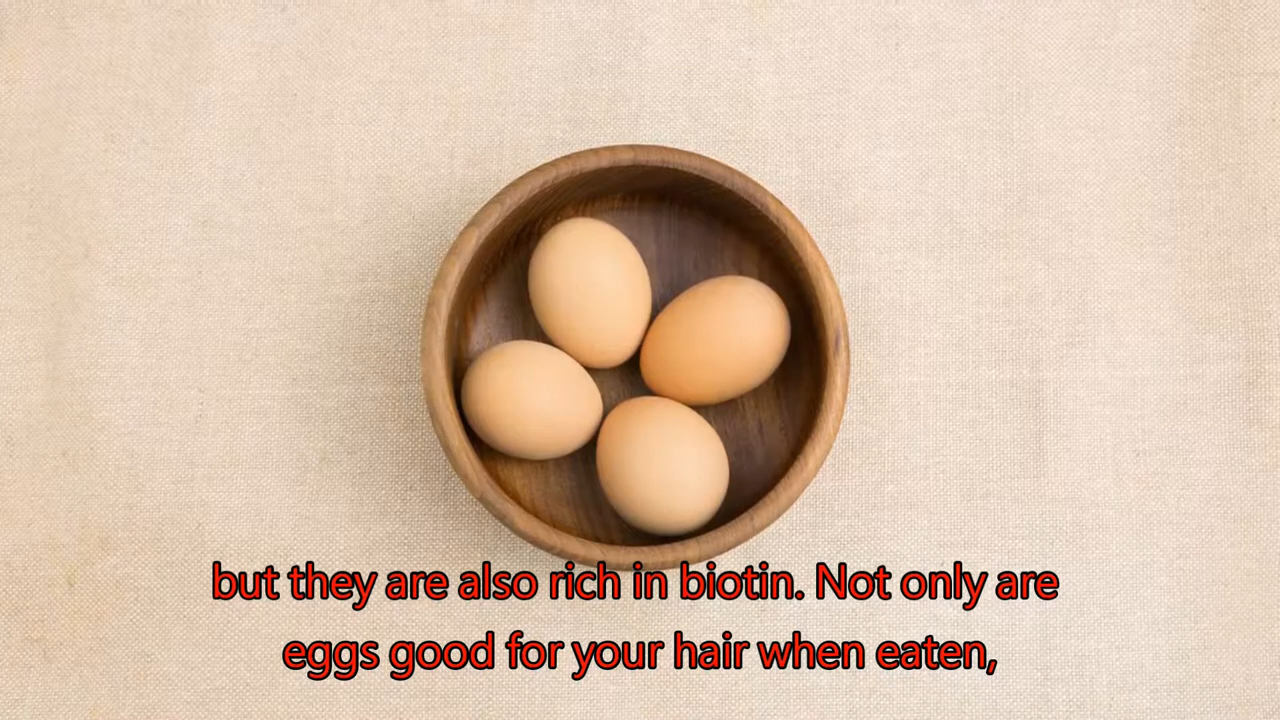 but they are also rich in biotin. Not only are
eggs good for your hair when eaten,